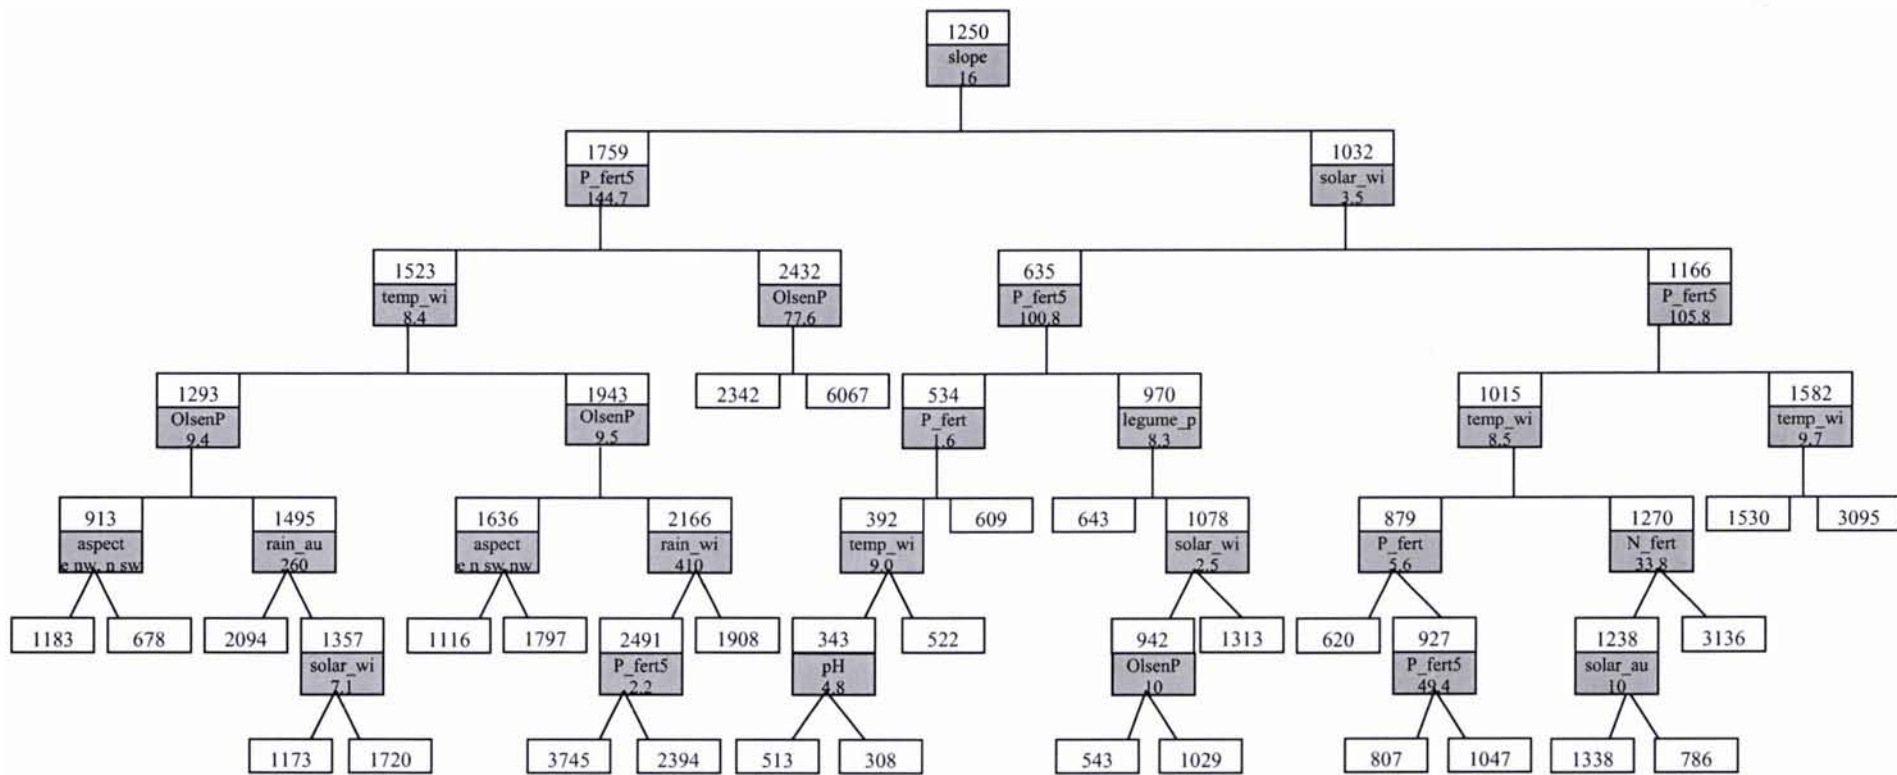 1250
slope
16
1759
P_fert5
144.7
1032
solar_wi
3.5
1523
temp_wi
8.4
2432
OlsenP
77.6
635
P_fert5
100.8
1166
P_fert5
105.8
1293
OlsenP
9.4
1943
OlsenP
9.5
2342
6067
534
P_fert
1.6
970
legume_p
8.3
1015
temp_wi
8.5
1582
temp_wi
9.7
913
aspect
e nw, n sw
1495
rain_au
260
1636
aspect
e n sw nw
2166
rain_wi
410
392
temp_wi
9.0
609
643
1078
solar_wi
2.5
879
P_fert
5.6
1270
N_fert
33.8
1530
3095
1183
678
2094
1357
solar_wi
7.1
1116
1797
2491
P_fert5
2.2
1908
343
pH
4.8
522
942
OlsenP
10
1313
620
927
P_fert5
49.4
1238
solar_au
10
3136
1173
1720
3745
2394
513
308
543
1029
807
1047
1338
786